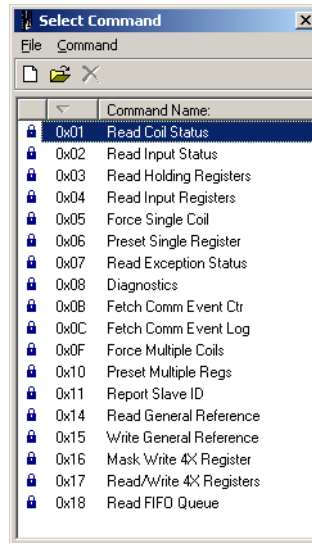 Select Command
File Command
Command Name:
0x01 Read Coil Status
0x02 Read Input Status
0x03 Read Holding Registers
0x04 Read Input Registers
0x05 Force Single Coil
0x06 Preset Single Register
0x07 Read Exception Status
0x08 Diagnostics
0x0B Fetch Comm Event Ctr
0x0C Fetch Comm Event Log
0x0F Force Multiple Coils
0x10 Preset Multiple Regs
0x11 Report Slave ID
0x14 Read General Reference
0x15 Write General Reference
0x16 Mask Write 4X Register
0x17 Read/Write 4X Registers
0x18 Read FIFO Queue